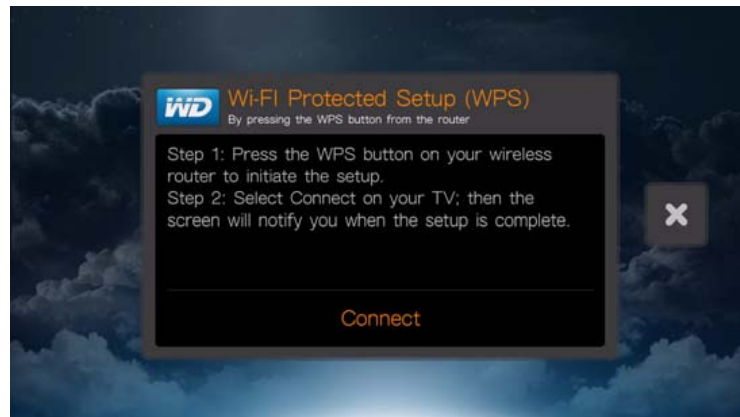 WD
Wi-FI Protected Setup (WPS)
By pressing the WPS button from the router
Step 1: Press the WPS button on your wireless
router to initiate the setup.
Step 2: Select Connect on your TV; then the
screen will notify you when the setup is complete.
Connect